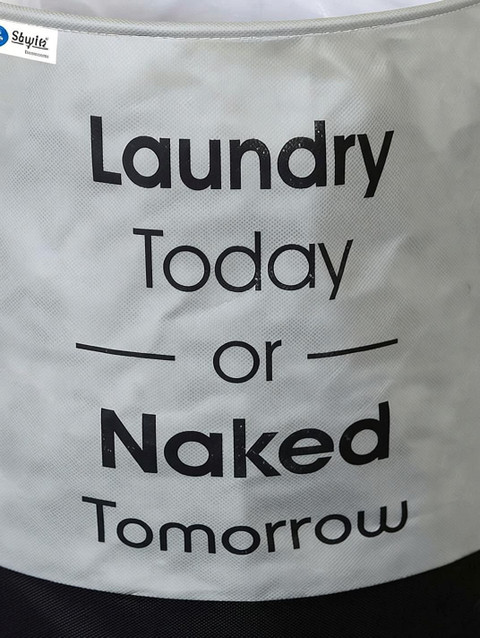 Laundry
Today
or
Naked
Tomorrow